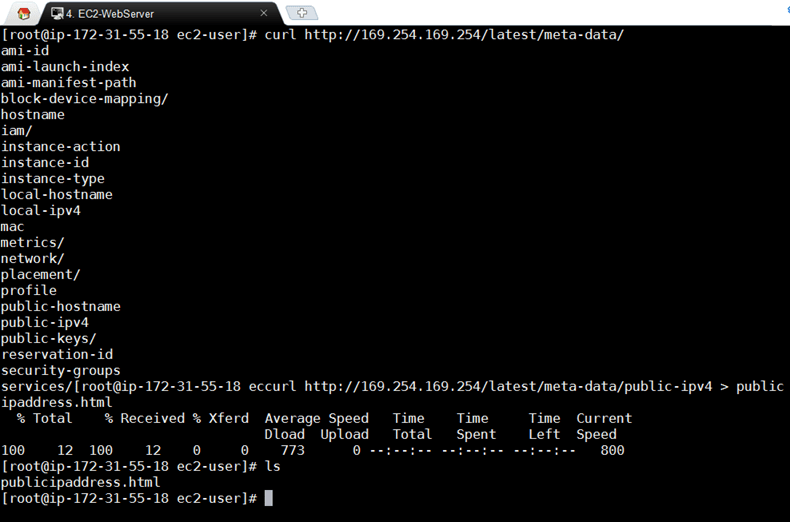 4. EC2-WebServer
[root@ip-172-31-55-18 ec2-user]# curl http://169.254.169.254/latest/meta-data/
ami-id
ami-launch-index
ami-manifest-path
block-device-mapping/
hostname
iam/
instance-action
instance-id
instance-type
local-hostname
local-ipv4
mac
metrics/
network/
placement/
profile
public-hostname
public-ipv4
public-keys/
reservation-id
security-groups
services/[root@ip-172-31-55-18 eccurl http://169.254.169.254/latest/meta-data/public-ipv4 > public
ipaddress.html
% Total % Received % Xferd Average Speed Time Time Time Current
Dload Upload Total Spent Left Speed
100 12 100 12 0 0 773 0 --:--:-- --:--:-- --:--:-- 800
[root@ip-172-31-55-18 ec2-user]# ls
publicipaddress.html
[root@ip-172-31-55-18 ec2-user]#